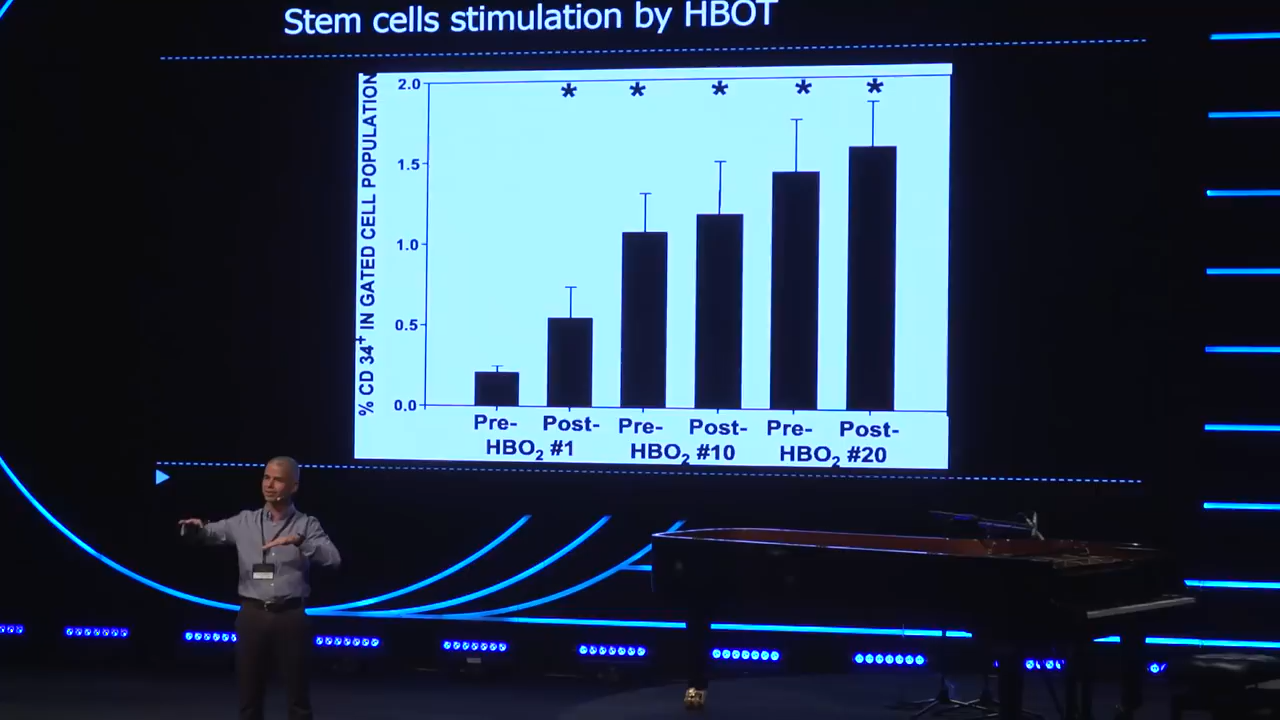 Stem cells stimulation by HBOT
% CD 34⁺ IN GATED CELL POPULATION
2.0
1.5
1.0
0.5
0.0
* * * * *
Pre- Post- Pre- Post- Pre- Post-
HBO₂ #1 HBO₂ #10 HBO₂ #20